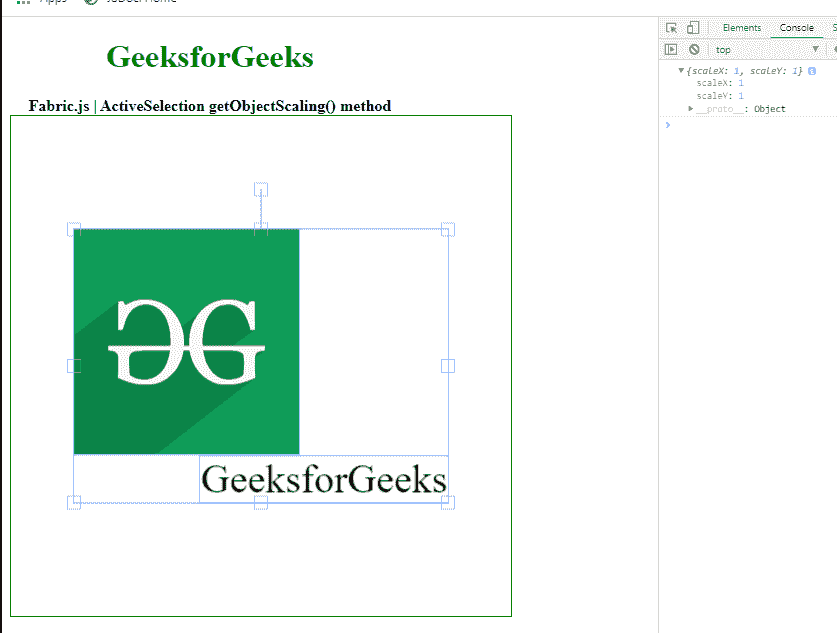 Apps
GeeksforGeeks
Fabric.js | ActiveSelection getObjectScaling() method
GeeksforGeeks
Elements Console S
top
▼{scaleX: 1, scaleY: 1} i
scaleX: 1
scaleY: 1
▶ __proto__: Object